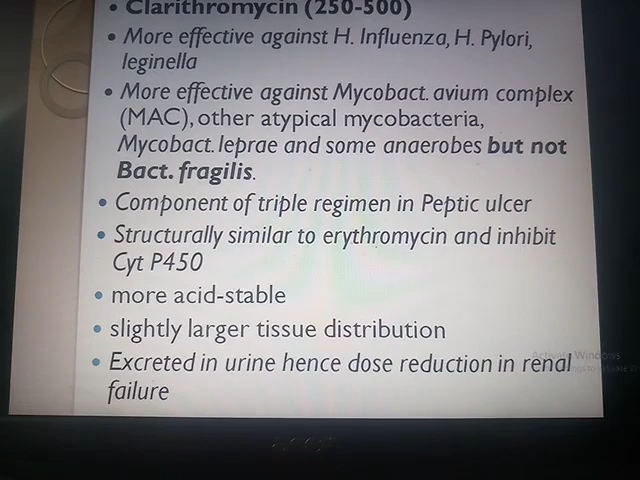 • Clarithromycin (250-500)
• More effective against H. Influenza, H. Pylori,
leginella
• More effective against Mycobact. avium complex
(MAC), other atypical mycobacteria,
Mycobact. leprae and some anaerobes but not
Bact. fragilis.
• Component of triple regimen in Peptic ulcer
• Structurally similar to erythromycin and inhibit
Cyt P450
• more acid-stable
• slightly larger tissue distribution
Activate Windows
• Excreted in urine hence dose reduction in renal
failure